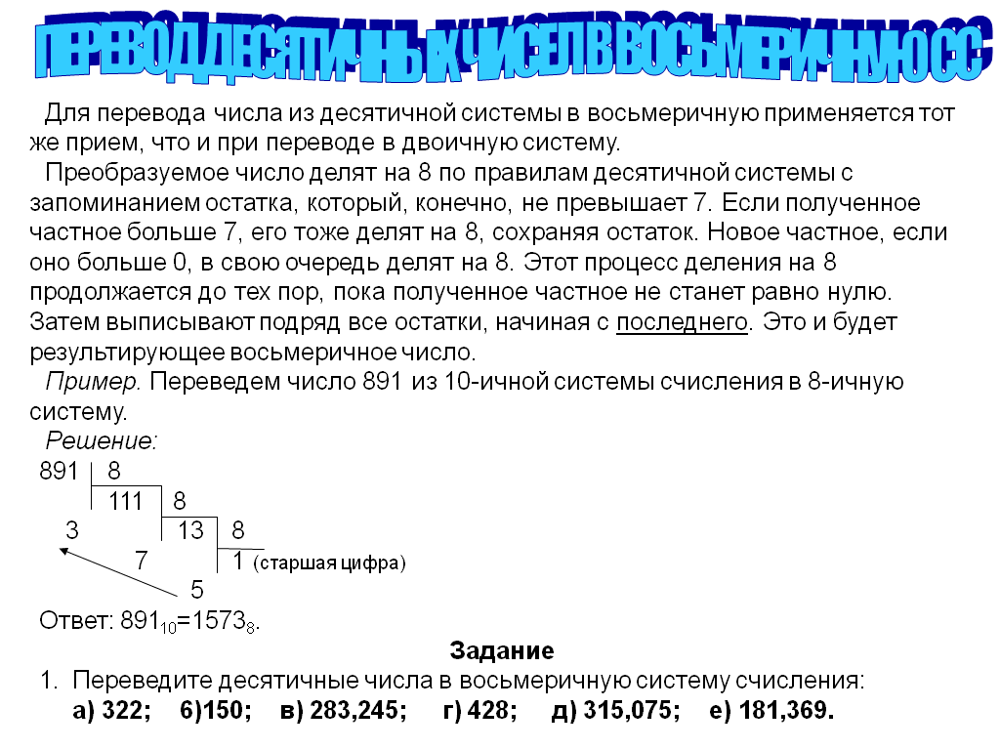 ПЕРЕВОД ДЕСЯТИЧНЫХ ЧИСЕЛ В ВОСЬМЕРИЧНУЮ СС
Для перевода числа из десятичной системы в восьмеричную применяется тот
же прием, что и при переводе в двоичную систему.
Преобразуемое число делят на 8 по правилам десятичной системы с
запоминанием остатка, который, конечно, не превышает 7. Если полученное
частное больше 7, его тоже делят на 8, сохраняя остаток. Новое частное, если
оно больше 0, в свою очередь делят на 8. Этот процесс деления на 8
продолжается до тех пор, пока полученное частное не станет равно нулю.
Затем выписывают подряд все остатки, начиная с последнего. Это и будет
результирующее восьмеричное число.
Пример. Переведем число 891 из 10-ичной системы счисления в 8-ичную
систему.
Решение:
891 8
111 8
3 13 8
7 1 (старшая цифра)
5
Ответ: 891₁₀=1573₈.
Задание
1. Переведите десятичные числа в восьмеричную систему счисления:
а) 322; 6)150; в) 283,245; г) 428; д) 315,075; е) 181,369.